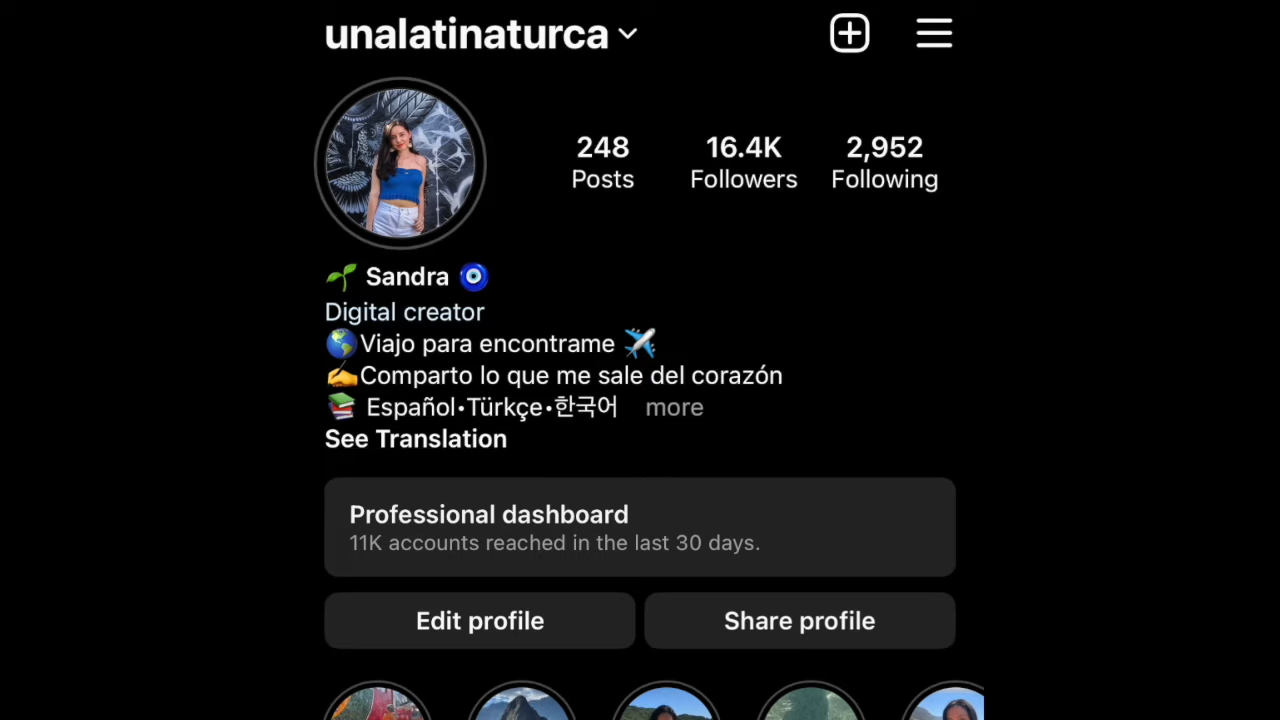 unalatinaturca
248 16.4K 2,952
Posts Followers Following
Sandra
Digital creator
Viajo para encontrame
Comparto lo que me sale del corazón
Español•Türkçe•한국어 more
See Translation
Professional dashboard
11K accounts reached in the last 30 days.
Edit profile Share profile